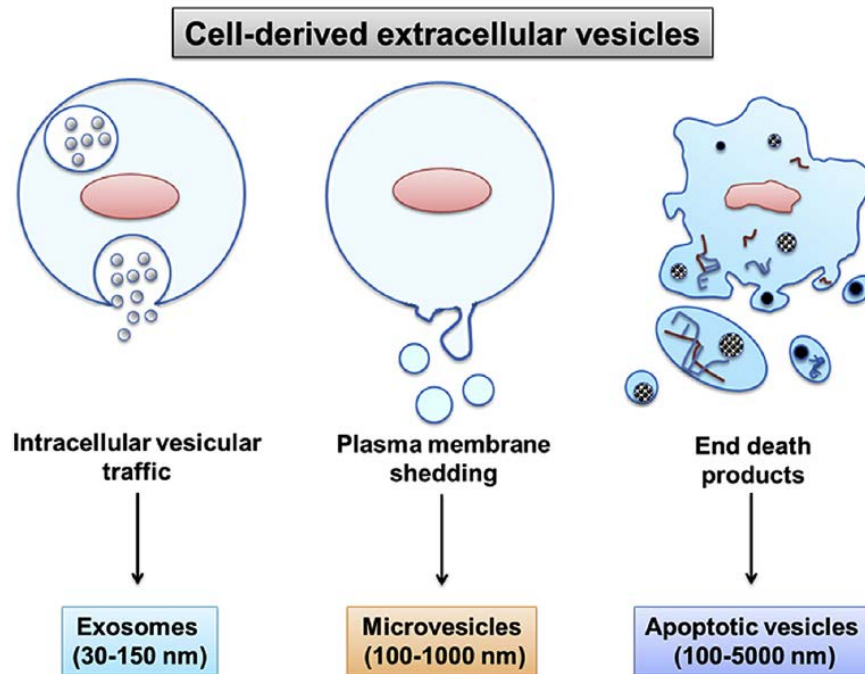 Cell-derived extracellular vesicles
Intracellular vesicular
traffic
Plasma membrane
shedding
End death
products
Exosomes
(30-150 nm)
Microvesicles
(100-1000 nm)
Apoptotic vesicles
(100-5000 nm)